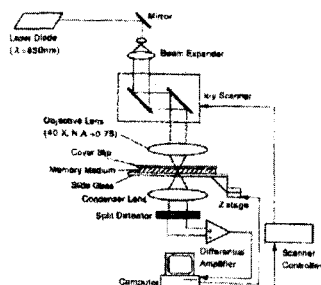 Mirror
Laser Diode
(λ=830nm)
Beam Expander
x-y Scanner
Objective Lens
(40 X, N.A.=0.75)
Cover Slip
Memory Medium
Slide Glass
Condenser Lens
Z stage
Split Detector
Differential
Amplifier
Scanner
Controller
Computer